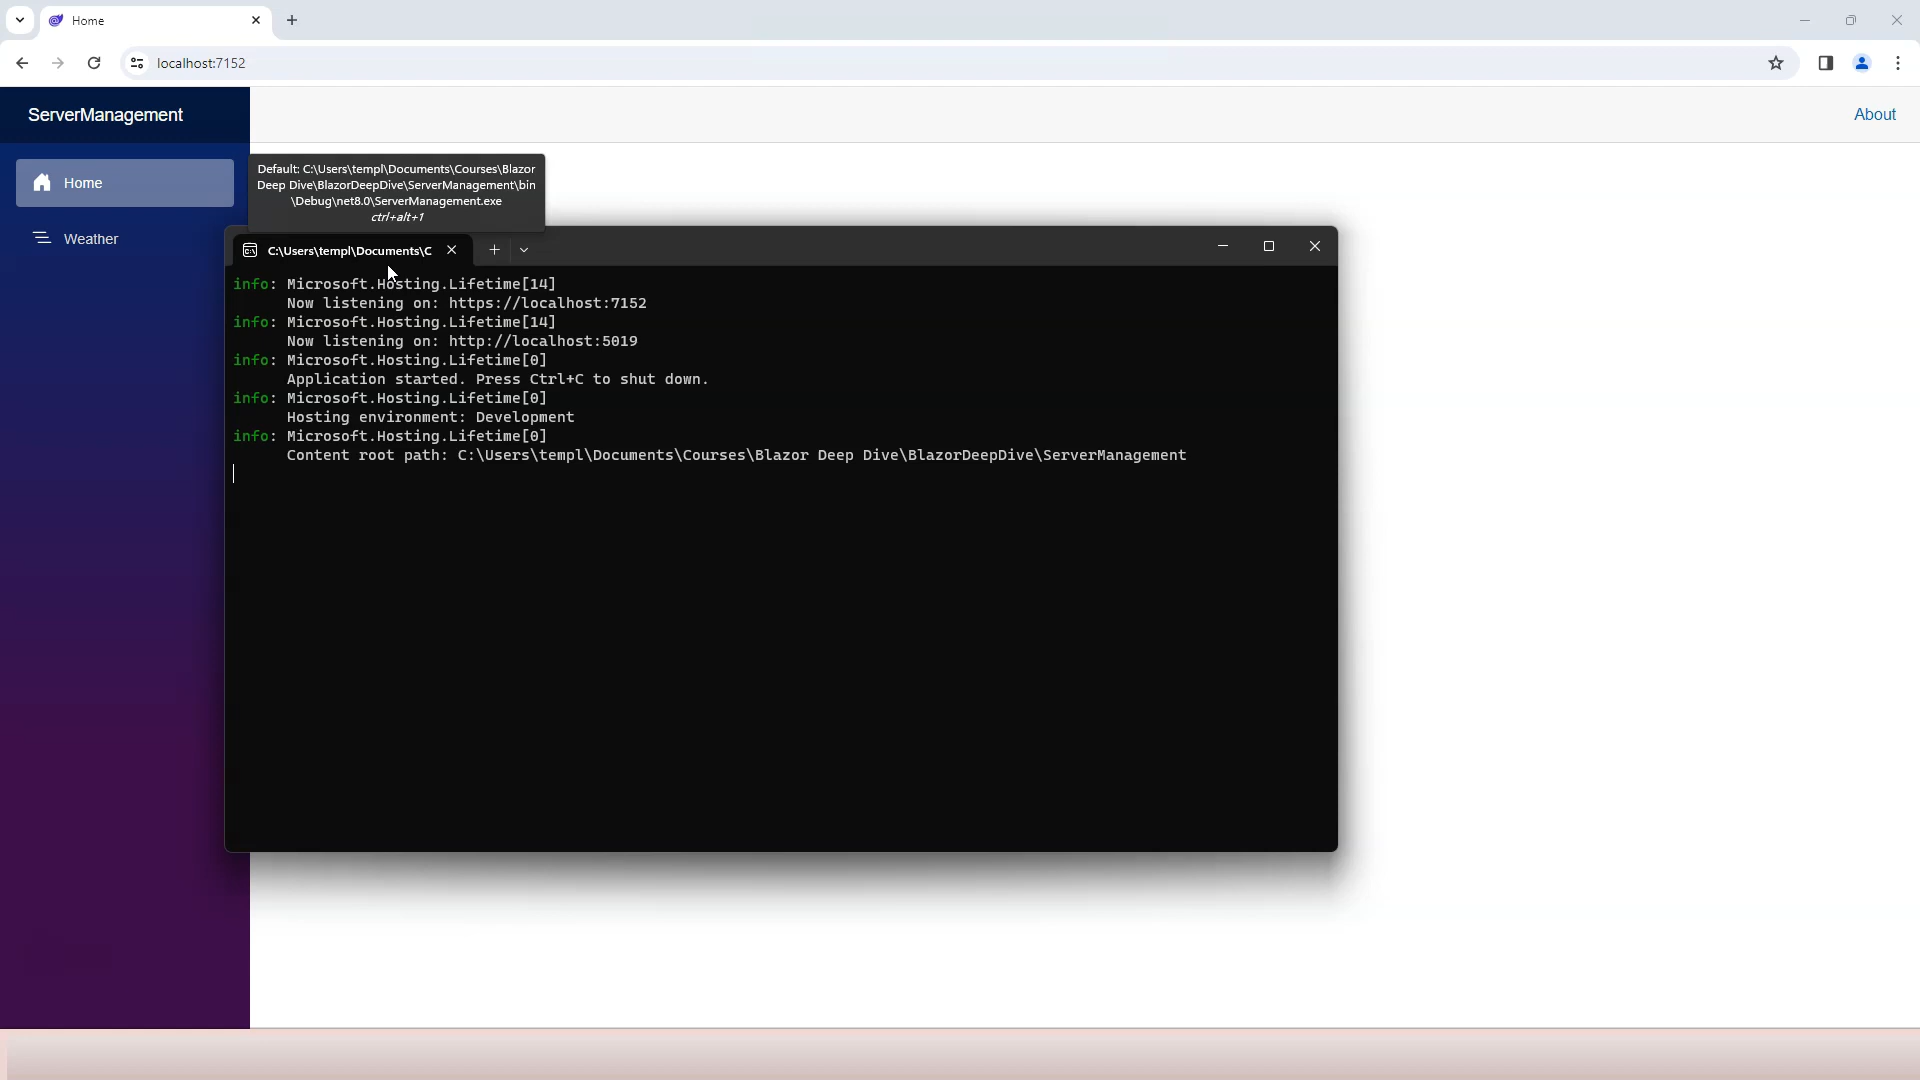 Home
localhost:7152
ServerManagement
About
Default: C:\Users\templ\Documents\Courses\Blazor
Deep Dive\BlazorDeepDive\ServerManagement\bin
\Debug\net8.0\ServerManagement.exe
ctrl+alt+1
Home
Weather
C:\Users\templ\Documents\C
info: Microsoft.Hosting.Lifetime[14]
Now listening on: https://localhost:7152
info: Microsoft.Hosting.Lifetime[14]
Now listening on: http://localhost:5019
info: Microsoft.Hosting.Lifetime[0]
Application started. Press Ctrl+C to shut down.
info: Microsoft.Hosting.Lifetime[0]
Hosting environment: Development
info: Microsoft.Hosting.Lifetime[0]
Content root path: C:\Users\templ\Documents\Courses\Blazor Deep Dive\BlazorDeepDive\ServerManagement